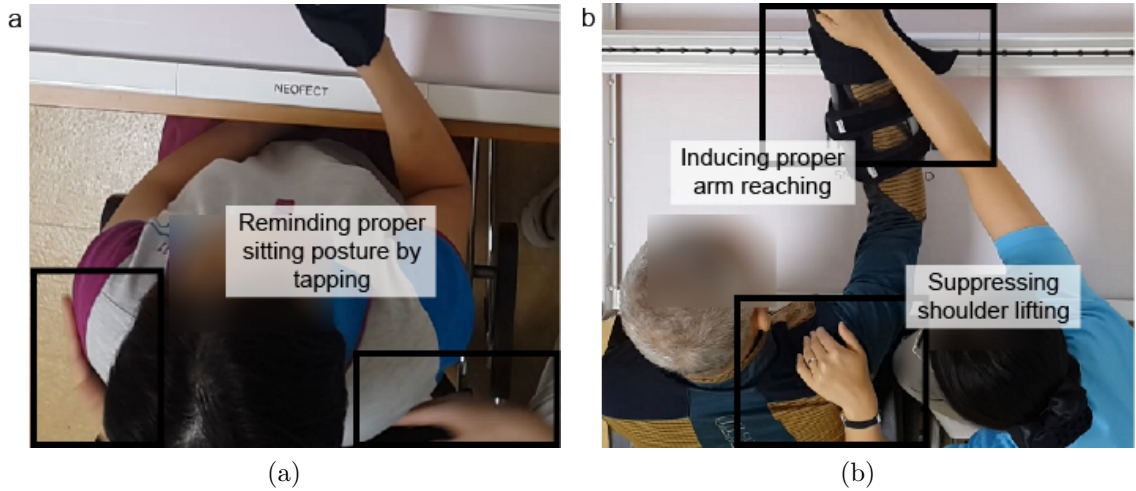 a
NEOFECT
Reminding proper
sitting posture by
tapping
(a)
b
Inducing proper
arm reaching
Suppressing
shoulder lifting
(b)